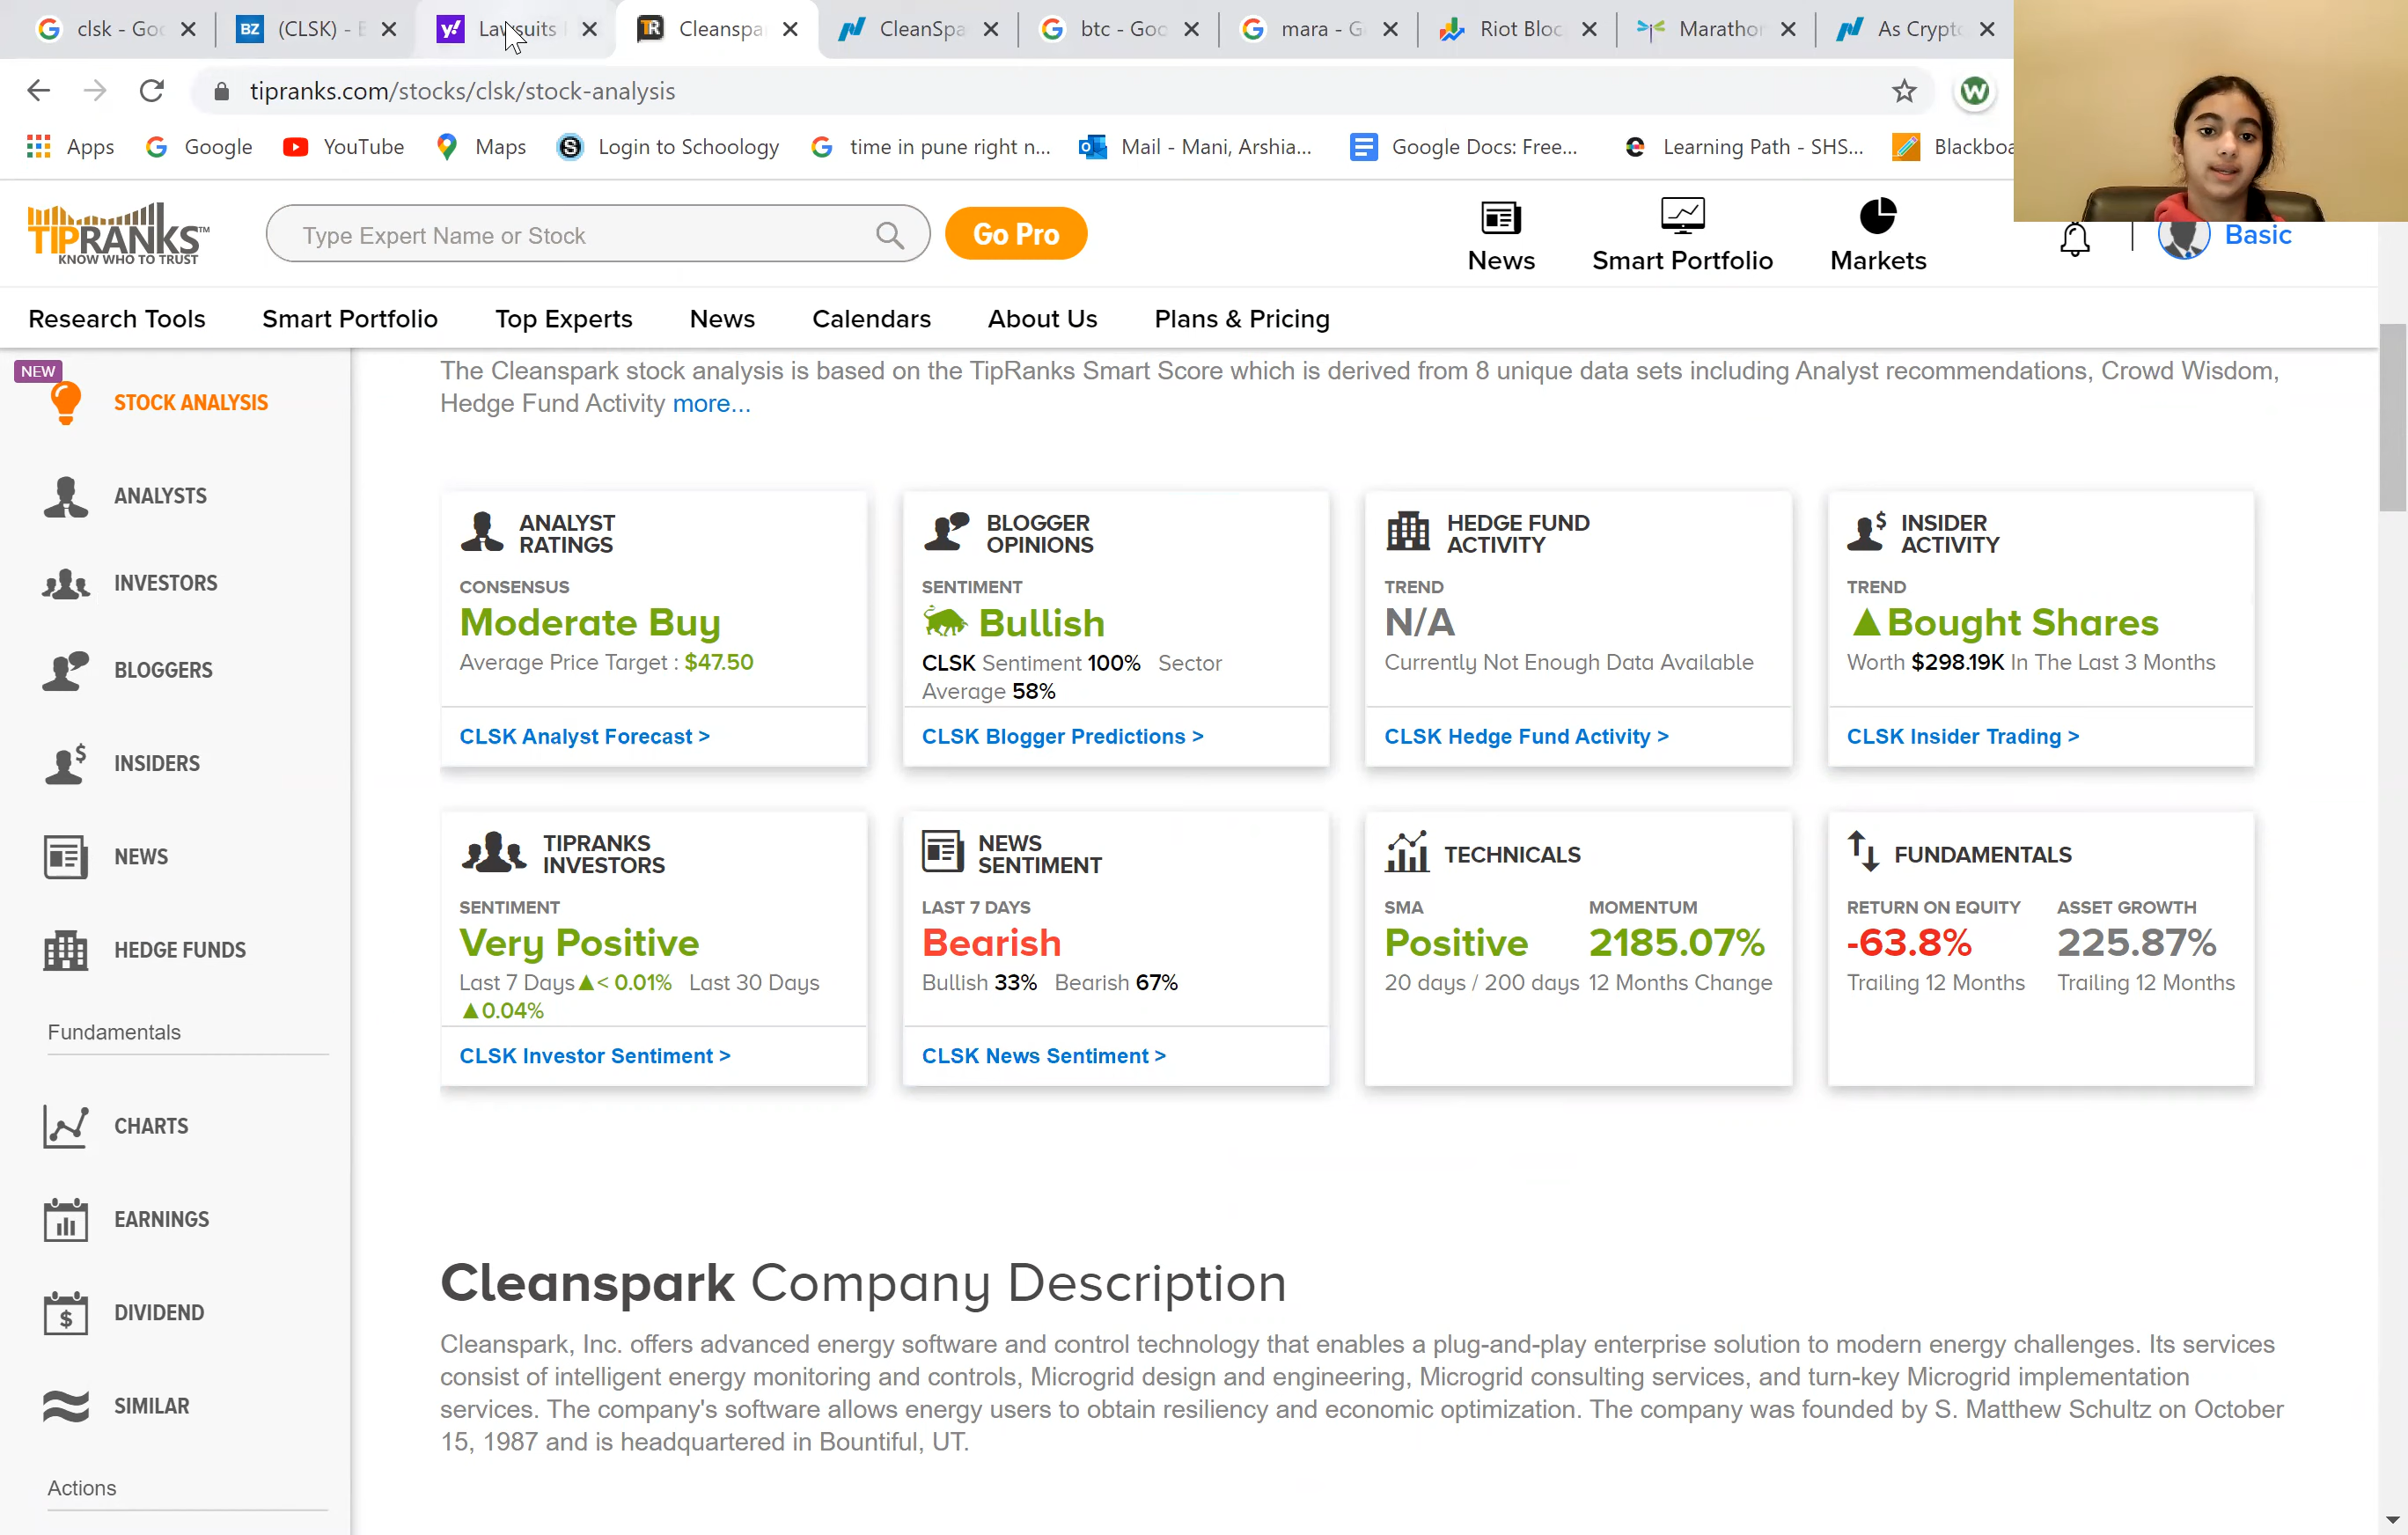 clsk - Goo
BZ (CLSK) - B
y! Lawsuits
TR Cleanspa
CleanSpa
btc - Goo
mara - G
Riot Bloc
Marathon
As Crypto
tipranks.com/stocks/clsk/stock-analysis
W
Apps Google YouTube Maps Login to Schoology time in pune right n... Mail - Mani, Arshia... Google Docs: Free... Learning Path - SHS... Blackboa
TIPRANKS™
KNOW WHO TO TRUST
Type Expert Name or Stock
Go Pro
News
Smart Portfolio
Markets
Basic
Research Tools Smart Portfolio Top Experts News Calendars About Us Plans & Pricing
NEW
STOCK ANALYSIS
ANALYSTS
INVESTORS
BLOGGERS
INSIDERS
NEWS
HEDGE FUNDS
Fundamentals
CHARTS
EARNINGS
DIVIDEND
SIMILAR
Actions
The Cleanspark stock analysis is based on the TipRanks Smart Score which is derived from 8 unique data sets including Analyst recommendations, Crowd Wisdom,
Hedge Fund Activity more...
ANALYST
RATINGS
CONSENSUS
Moderate Buy
Average Price Target : $47.50
CLSK Analyst Forecast >
BLOGGER
OPINIONS
SENTIMENT
Bullish
CLSK Sentiment 100% Sector
Average 58%
CLSK Blogger Predictions >
HEDGE FUND
ACTIVITY
TREND
N/A
Currently Not Enough Data Available
CLSK Hedge Fund Activity >
INSIDER
ACTIVITY
TREND
▲Bought Shares
Worth $298.19K In The Last 3 Months
CLSK Insider Trading >
TIPRANKS
INVESTORS
SENTIMENT
Very Positive
Last 7 Days ▲< 0.01% Last 30 Days
▲0.04%
CLSK Investor Sentiment >
NEWS
SENTIMENT
LAST 7 DAYS
Bearish
Bullish 33% Bearish 67%
CLSK News Sentiment >
TECHNICALS
SMA MOMENTUM
Positive 2185.07%
20 days / 200 days 12 Months Change
FUNDAMENTALS
RETURN ON EQUITY ASSET GROWTH
-63.8% 225.87%
Trailing 12 Months Trailing 12 Months
Cleanspark Company Description
Cleanspark, Inc. offers advanced energy software and control technology that enables a plug-and-play enterprise solution to modern energy challenges. Its services
consist of intelligent energy monitoring and controls, Microgrid design and engineering, Microgrid consulting services, and turn-key Microgrid implementation
services. The company's software allows energy users to obtain resiliency and economic optimization. The company was founded by S. Matthew Schultz on October
15, 1987 and is headquartered in Bountiful, UT.